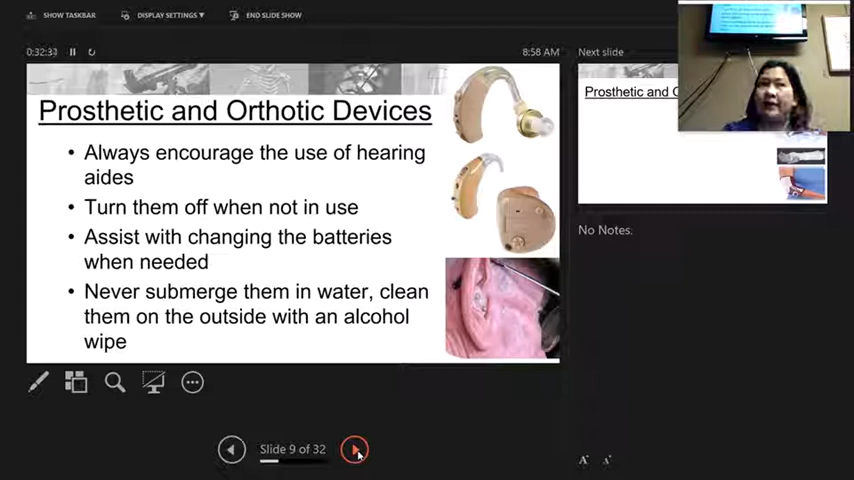 SHOW TASKBAR
DISPLAY SETTINGS ▼
END SLIDE SHOW
8:58 AM
Next slide
Prosthetic and Orthotic Devices
• Always encourage the use of hearing
aides
• Turn them off when not in use
• Assist with changing the batteries
when needed
• Never submerge them in water, clean
them on the outside with an alcohol
wipe
Prosthetic and
No Notes.
Slide 9 of 32
A
A